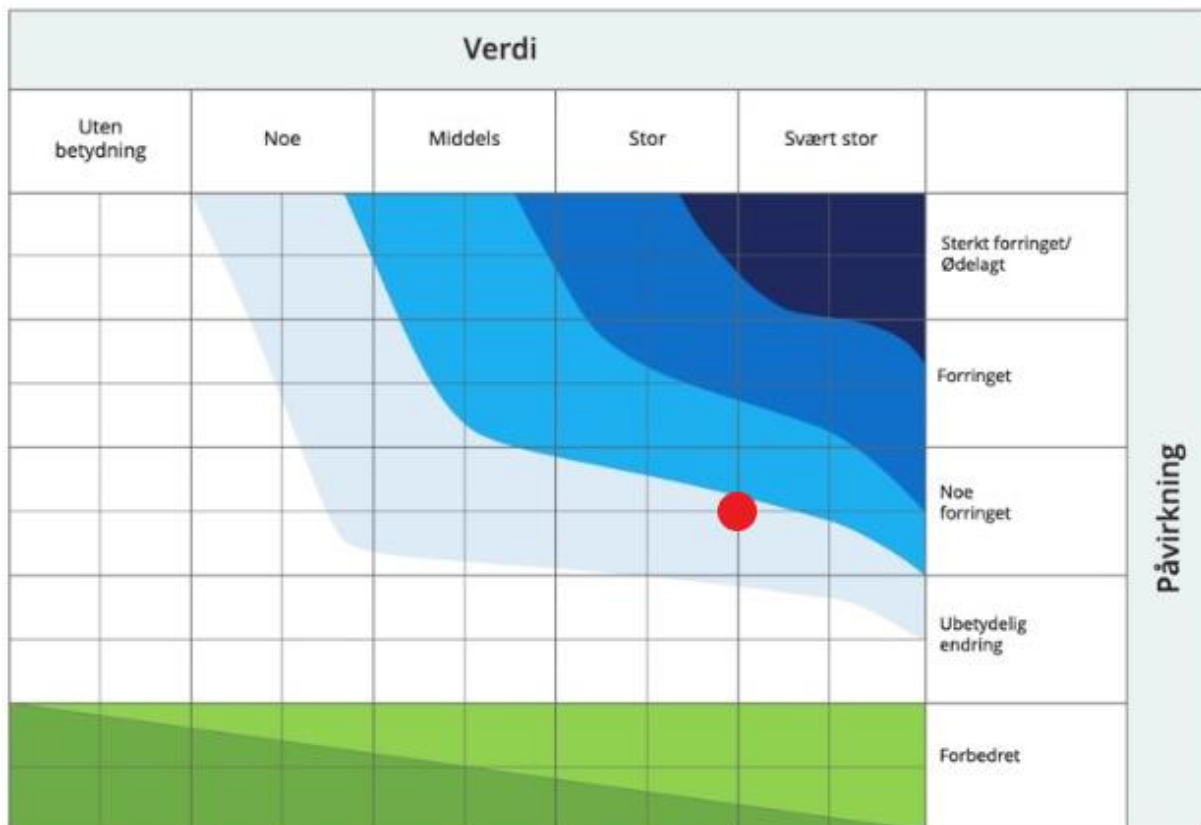 Verdi
Uten
betydning
Noe
Middels
Stor
Svært stor
Sterkt forringet/
Ødelagt
Forringet
Noe
forringet
Ubetydelig
endring
Forbedret
Påvirkning